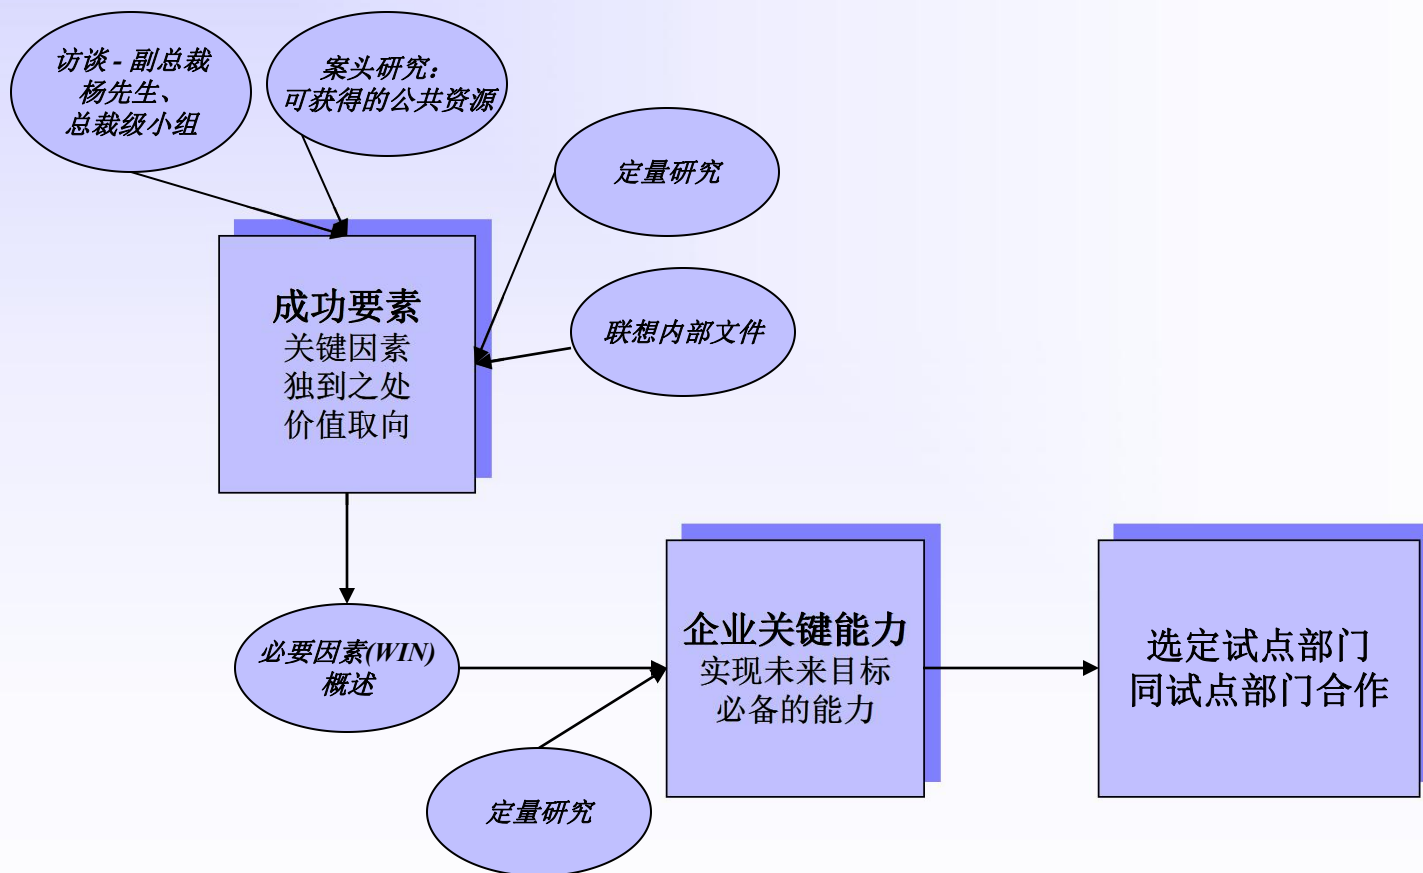 访谈 - 副总裁
杨先生、
总裁级小组
案头研究：
可获得的公共资源
定量研究
联想内部文件
成功要素
关键因素
独到之处
价值取向
必要因素(WIN)
概述
定量研究
企业关键能力
实现未来目标
必备的能力
选定试点部门
同试点部门合作